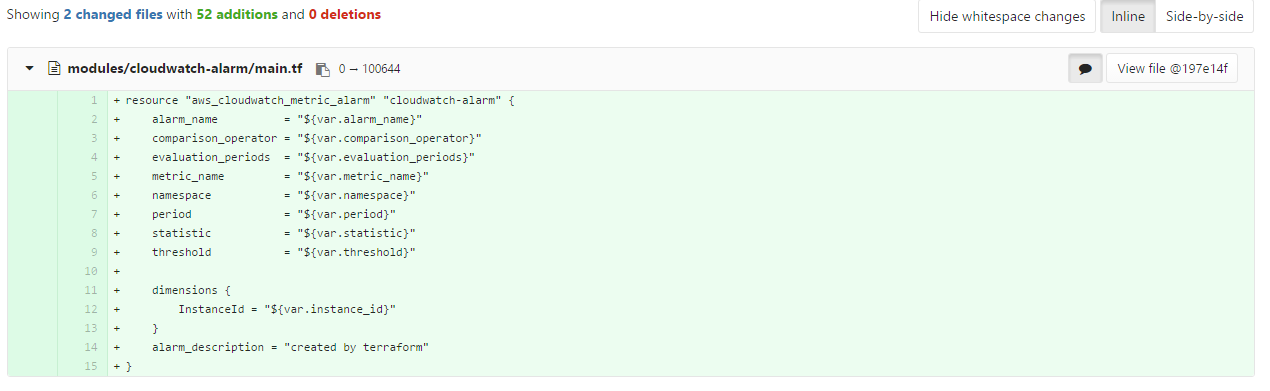 Showing 2 changed files with 52 additions and 0 deletions
Hide whitespace changes Inline Side-by-side
modules/cloudwatch-alarm/main.tf 0 → 100644 View file @197e14f
1 + resource "aws_cloudwatch_metric_alarm" "cloudwatch-alarm" {
2 +     alarm_name          = "${var.alarm_name}"
3 +     comparison_operator = "${var.comparison_operator}"
4 +     evaluation_periods  = "${var.evaluation_periods}"
5 +     metric_name         = "${var.metric_name}"
6 +     namespace           = "${var.namespace}"
7 +     period              = "${var.period}"
8 +     statistic           = "${var.statistic}"
9 +     threshold           = "${var.threshold}"
10 +
11 +     dimensions {
12 +         InstanceId = "${var.instance_id}"
13 +     }
14 +     alarm_description = "created by terraform"
15 + }